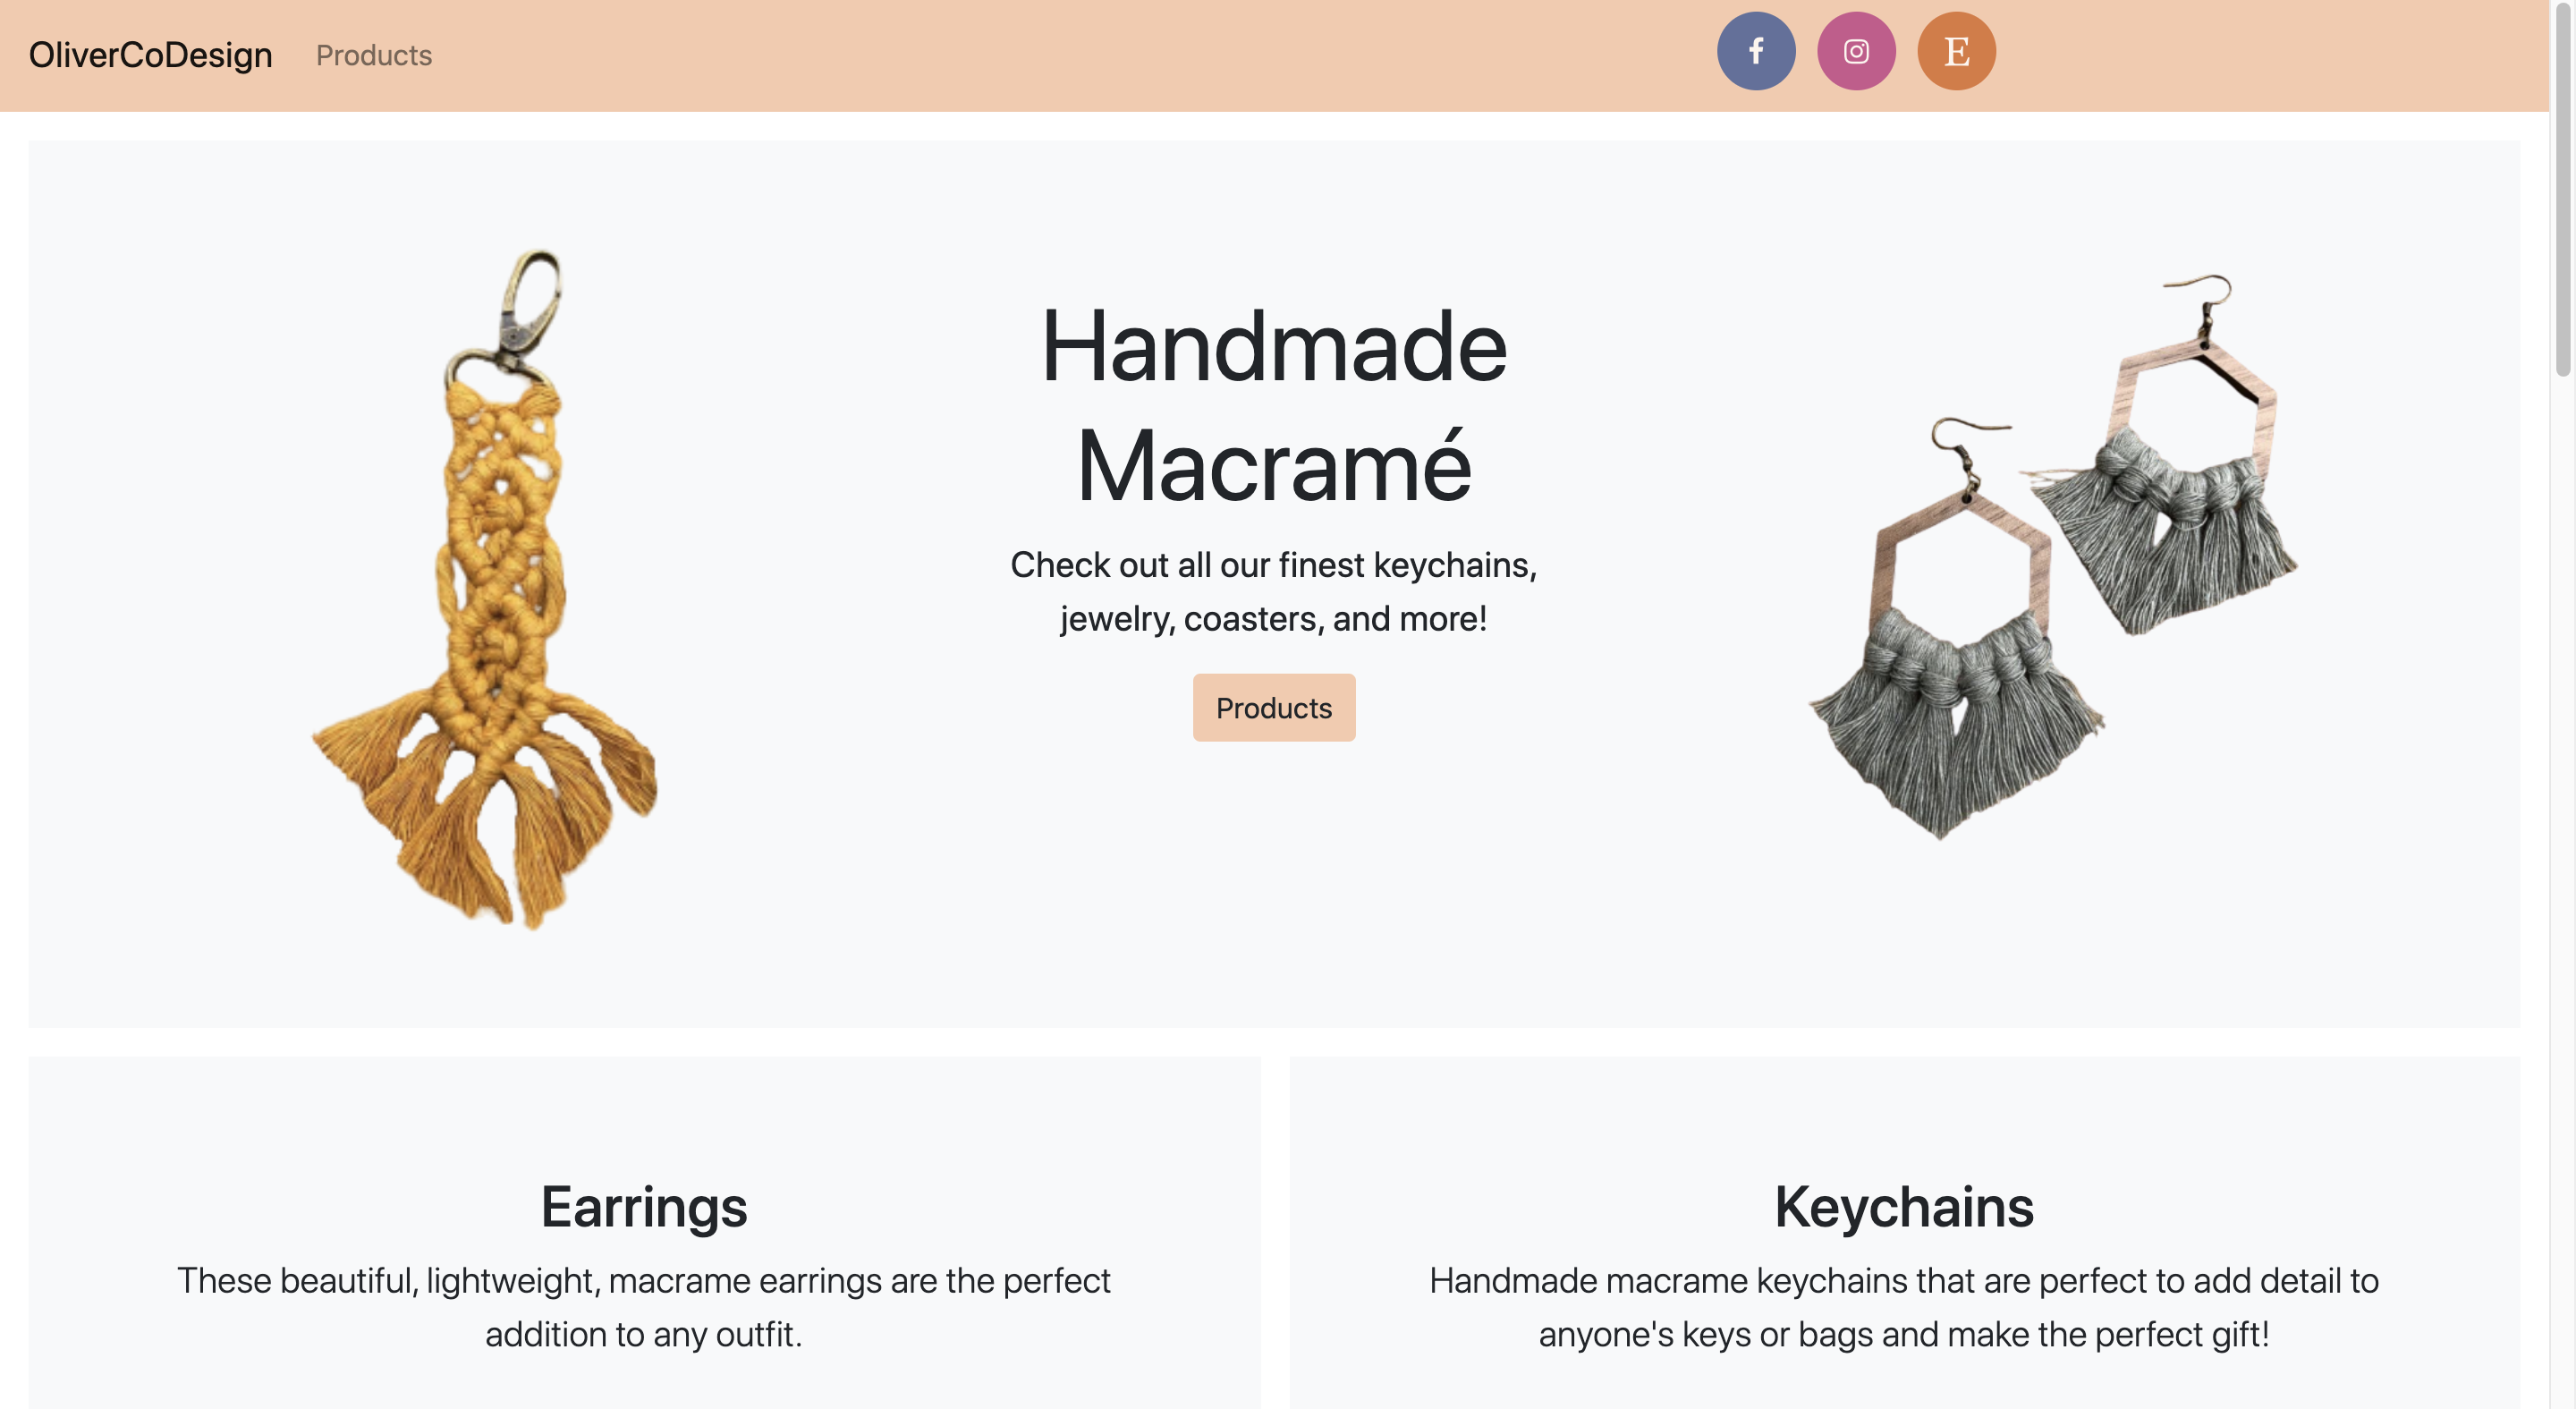 OliverCoDesign
Products
E
Handmade
Macramé
Check out all our finest keychains,
jewelry, coasters, and more!
Products
Earrings
These beautiful, lightweight, macrame earrings are the perfect
addition to any outfit.
Keychains
Handmade macrame keychains that are perfect to add detail to
anyone's keys or bags and make the perfect gift!